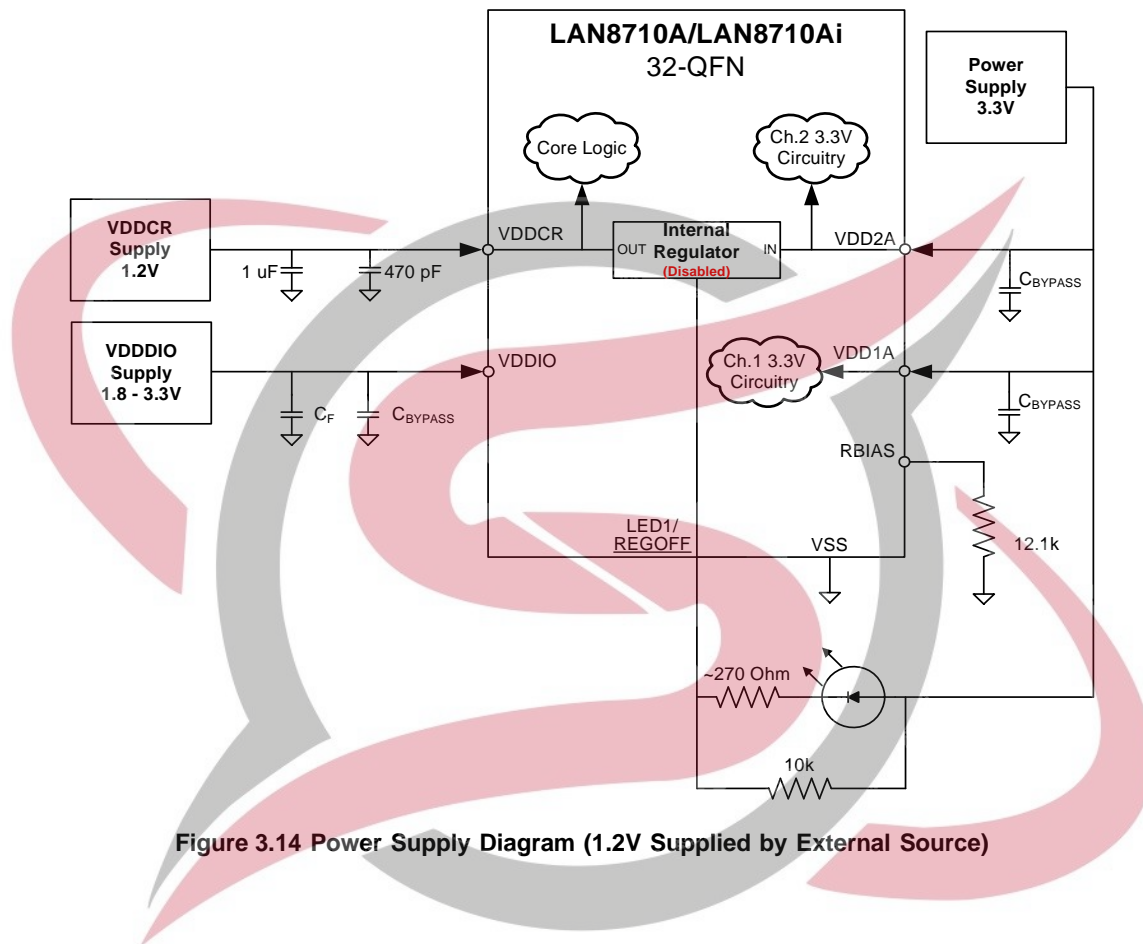 LAN8710A/LAN8710Ai
32-QFN
Power
Supply
3.3V
Core Logic
Ch.2 3.3V
Circuitry
VDDCR
Supply
1.2V
VDDCR
OUT
Internal
Regulator
(Disabled)
IN
VDD2A
1 uF
470 pF
CBYPASS
VDDDIO
Supply
1.8 - 3.3V
VDDIO
Ch.1 3.3V
Circuitry
VDD1A
CF
CBYPASS
CBYPASS
RBIAS
LED1/
REGOFF
VSS
12.1k
~270 Ohm
10k
Figure 3.14 Power Supply Diagram (1.2V Supplied by External Source)